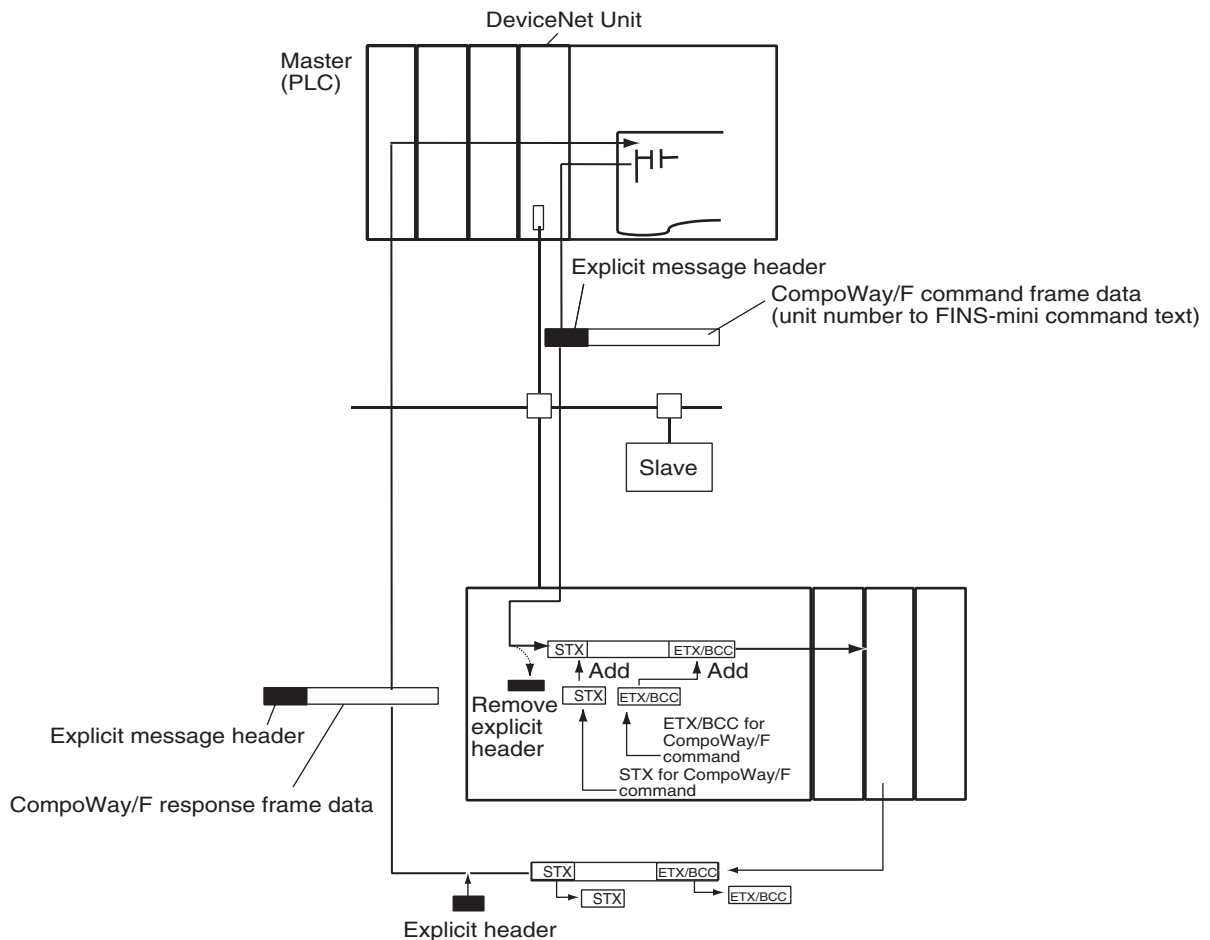 DeviceNet Unit
Master
(PLC)
Explicit message header
CompoWay/F command frame data
(unit number to FINS-mini command text)
Slave
STX
ETX/BCC
Add
Add
STX
ETX/BCC
Remove
explicit
header
ETX/BCC for
CompoWay/F
command
STX for CompoWay/F
command
Explicit message header
CompoWay/F response frame data
STX
ETX/BCC
STX
ETX/BCC
Explicit header